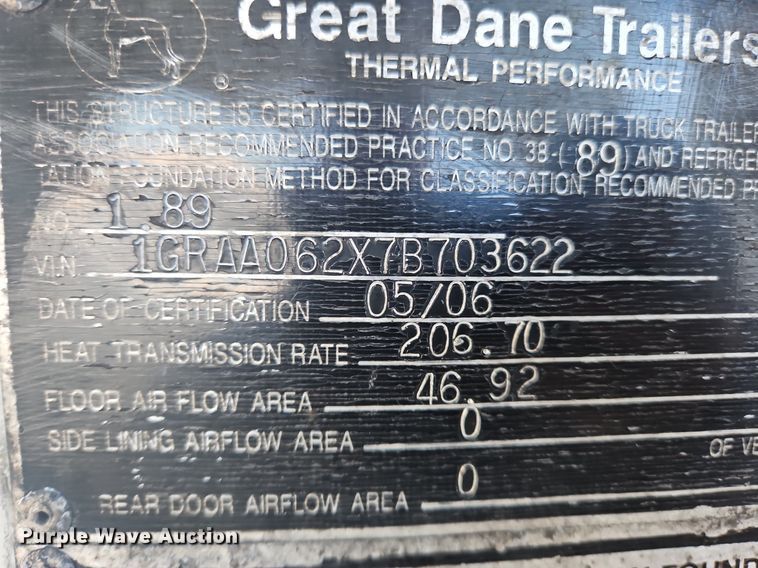 Great Dane Trailers
THERMAL PERFORMANCE
THIS STRUCTURE IS CERTIFIED IN ACCORDANCE WITH TRUCK TRAILER
ASSOCIATION RECOMMENDED PRACTICE NO. 38-(89) AND REFRIGE
TATION FOUNDATION METHOD FOR CLASSIFICATION, RECOMMENDED PR
NO. 1.89
V.I.N. 1GRAA062X7B703622
DATE OF CERTIFICATION 05/06
HEAT TRANSMISSION RATE 206.70
FLOOR AIR FLOW AREA 46.92
SIDE LINING AIRFLOW AREA 0 OF VE
REAR DOOR AIRFLOW AREA 0
Purple Wave Auction